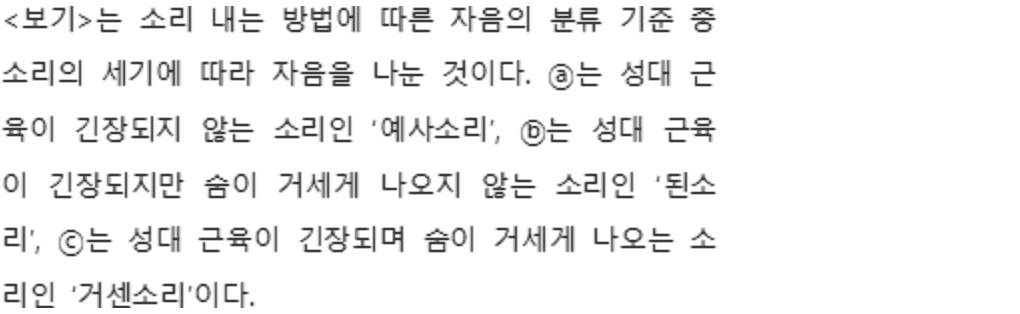 <보기>는 소리 내는 방법에 따른 자음의 분류 기준 중
소리의 세기에 따라 자음을 나눈 것이다. ⓐ는 성대 근
육이 긴장되지 않는 소리인 '예사소리', ⓑ는 성대 근육
이 긴장되지만 숨이 거세게 나오지 않는 소리인 '된소
리', ⓒ는 성대 근육이 긴장되며 숨이 거세게 나오는 소
리인 '거센소리'이다.